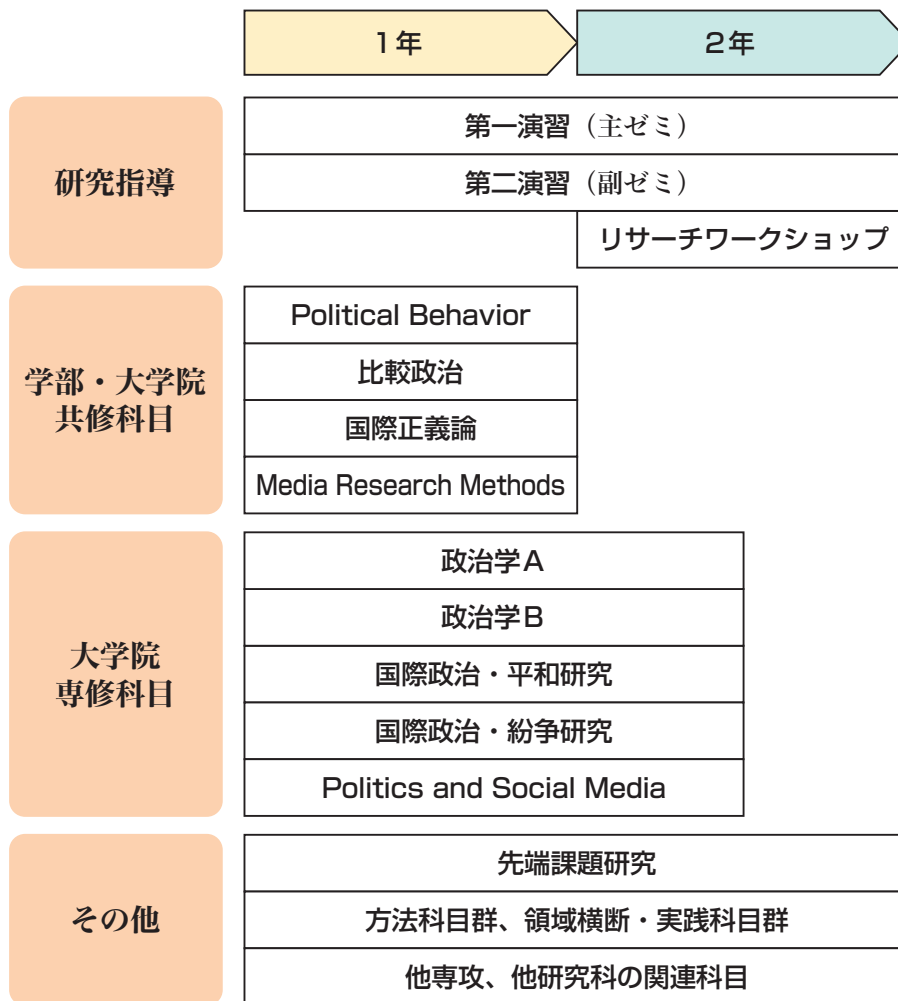 1年
2年
研究指導
第一演習（主ゼミ）
第二演習（副ゼミ）
リサーチワークショップ
学部・大学院
共修科目
Political Behavior
比較政治
国際正義論
Media Research Methods
大学院
専修科目
政治学A
政治学B
国際政治・平和研究
国際政治・紛争研究
Politics and Social Media
その他
先端課題研究
方法科目群、領域横断・実践科目群
他専攻、他研究科の関連科目